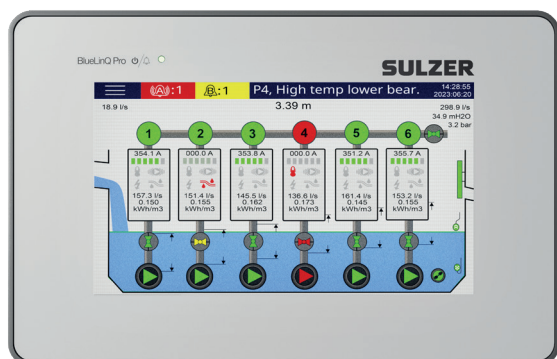 BlueLinQ Pro
SULZER
(A):1
B:1
P4, High temp lower bear.
14:28:55
2023:06:20
18.9 l/s
3.39 m
298.9 l/s
34.9 mH2O
3.2 bar
1 2 3 4 5 6
354.1 A 000.0 A 353.8 A 000.0 A 351.2 A 355.7 A
157.3 l/s 151.4 l/s 145.5 l/s 136.6 l/s 161.4 l/s 153.2 l/s
0.150 0.155 0.162 0.173 0.145 0.155
kWh/m3 kWh/m3 kWh/m3 kWh/m3 kWh/m3 kWh/m3